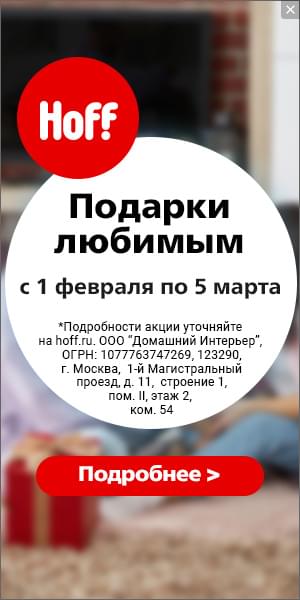 Hoff
Подарки
любимым
с 1 февраля по 5 марта
*Подробности акции уточняйте
на hoff.ru. ООО “Домашний Интерьер”,
ОГРН: 1077763747269, 123290,
г. Москва, 1-й Магистральный
проезд, д. 11, строение 1,
пом. II, этаж 2,
ком. 54
Подробнее >